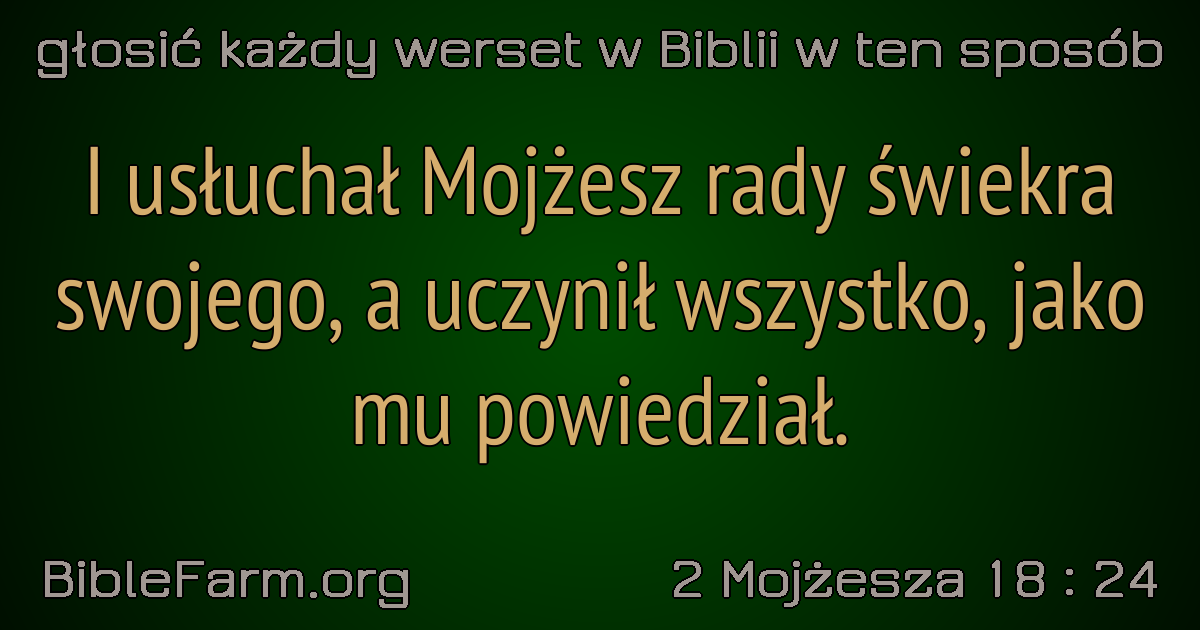 głosić każdy werset w Biblii w ten sposób
I usłuchał Mojżesz rady świekra
swojego, a uczynił wszystko, jako
mu powiedział.
BibleFarm.org
2 Mojżesza 18 : 24